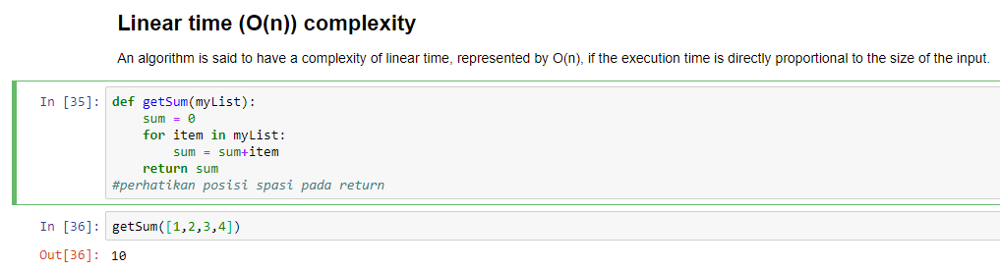 Linear time (O(n)) complexity
An algorithm is said to have a complexity of linear time, represented by O(n), if the execution time is directly proportional to the size of the input.
In [35]: def getSum(myList):
    sum = 0
    for item in myList:
        sum = sum+item
    return sum
#perhatikan posisi spasi pada return
In [36]: getSum([1,2,3,4])
Out[36]: 10